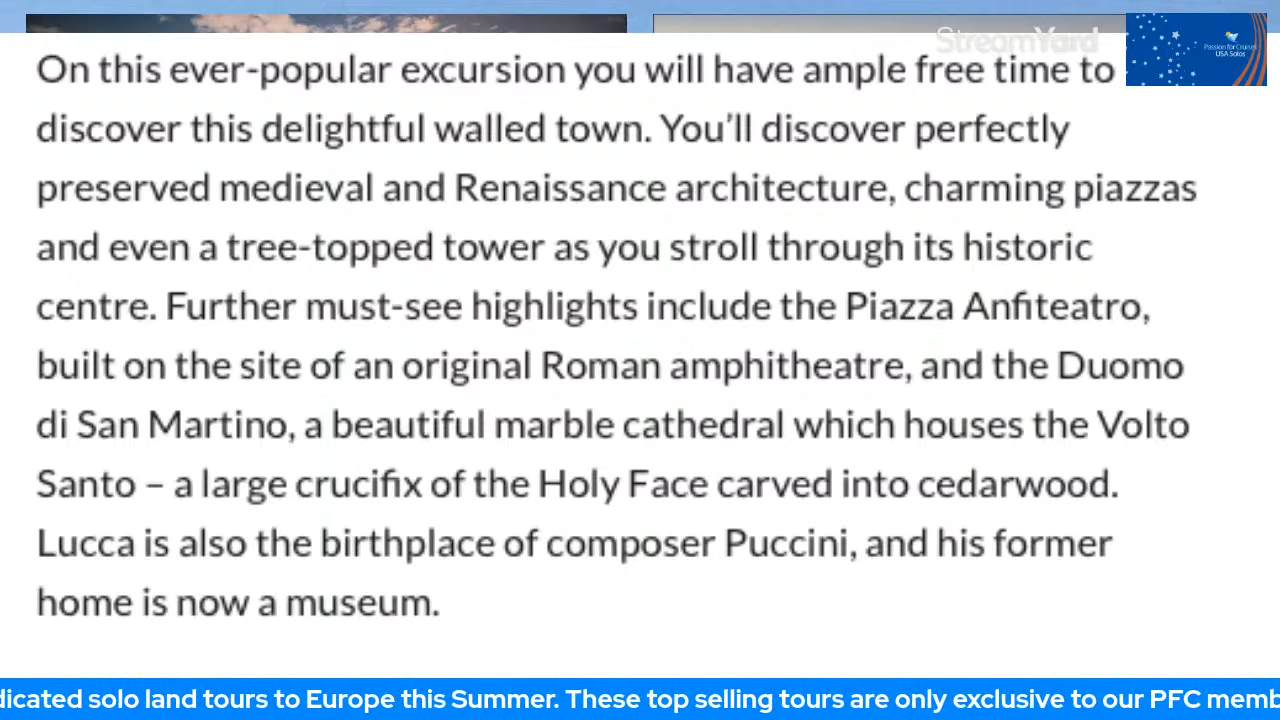 StreamYard
Passion for Cruises
USA Solos
On this ever-popular excursion you will have ample free time to
discover this delightful walled town. You’ll discover perfectly
preserved medieval and Renaissance architecture, charming piazzas
and even a tree-topped tower as you stroll through its historic
centre. Further must-see highlights include the Piazza Anfiteatro,
built on the site of an original Roman amphitheatre, and the Duomo
di San Martino, a beautiful marble cathedral which houses the Volto
Santo – a large crucifix of the Holy Face carved into cedarwood.
Lucca is also the birthplace of composer Puccini, and his former
home is now a museum.
dicated solo land tours to Europe this Summer. These top selling tours are only exclusive to our PFC memb